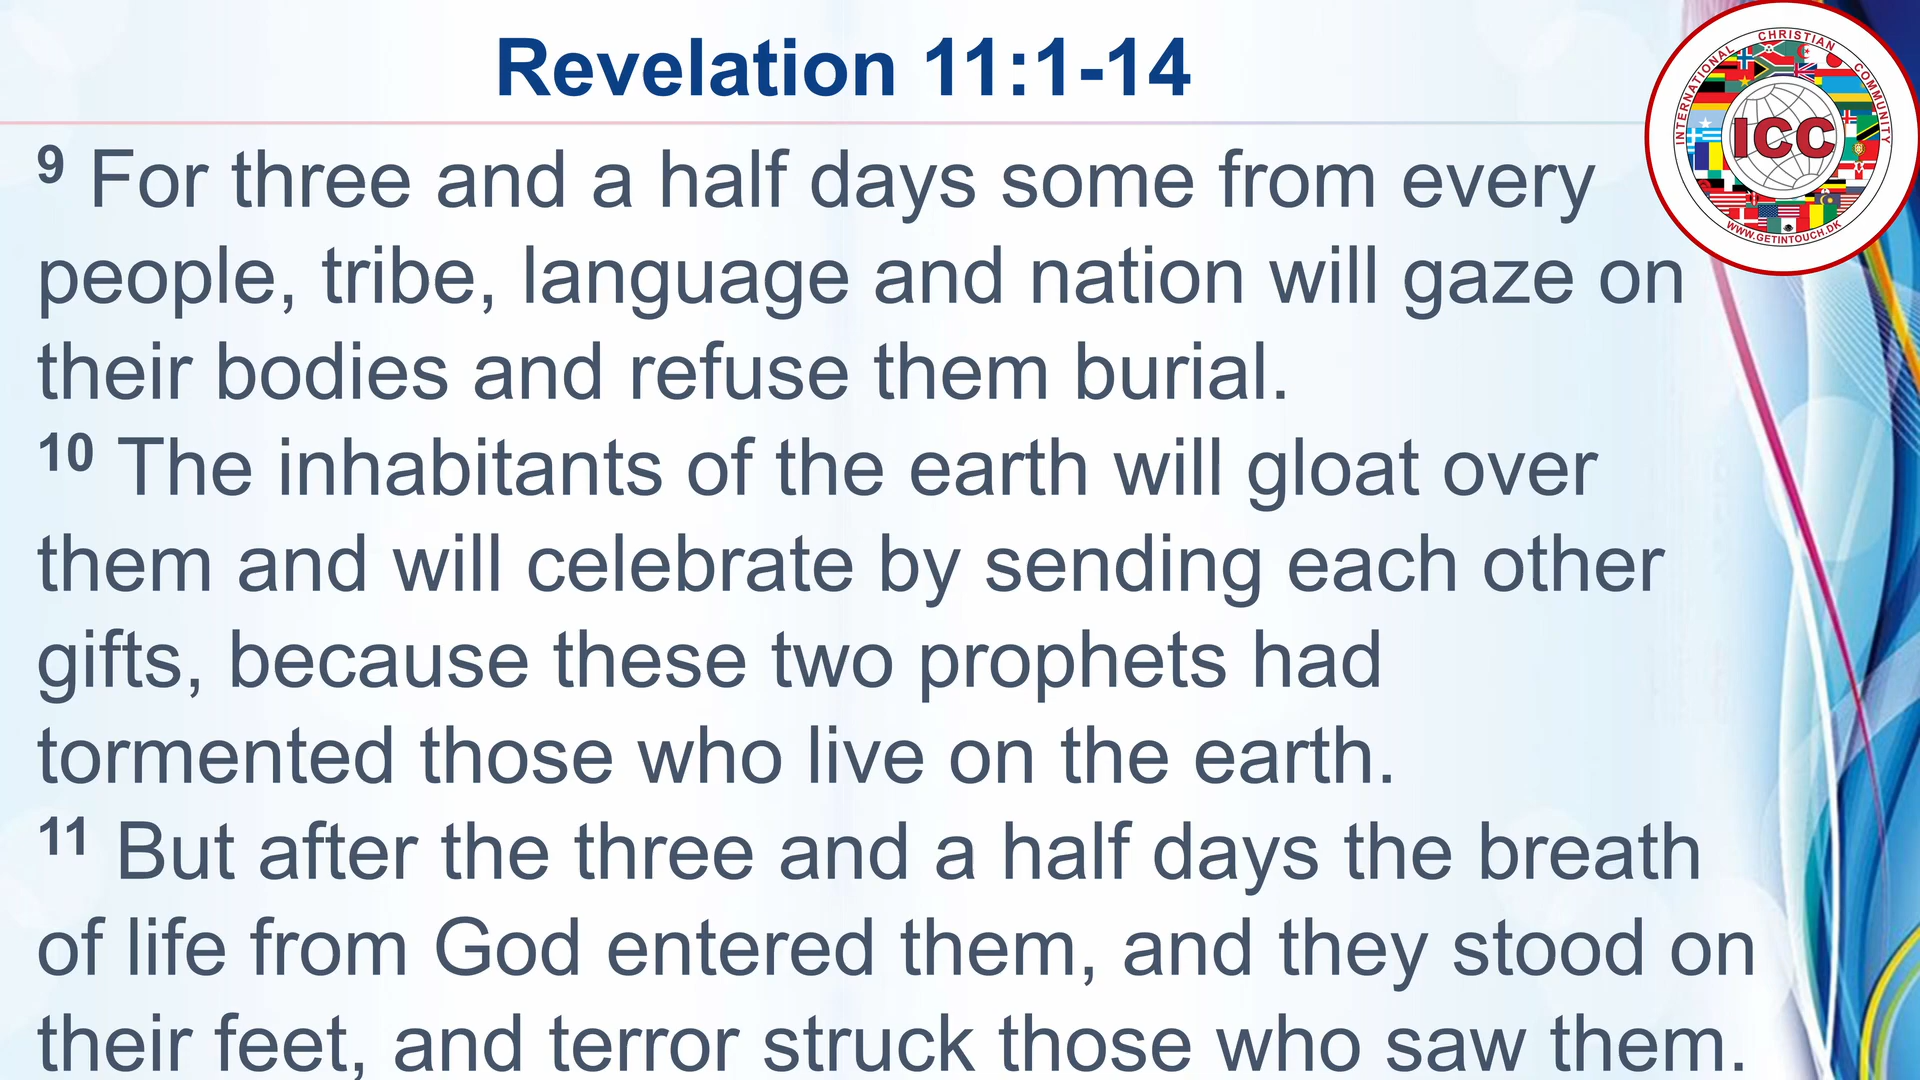 Revelation 11:1-14
INTERNATIONAL CHRISTIAN COMMUNITY
ICC
WWW.GETINTOUCH.DK
9 For three and a half days some from every
people, tribe, language and nation will gaze on
their bodies and refuse them burial.
10 The inhabitants of the earth will gloat over
them and will celebrate by sending each other
gifts, because these two prophets had
tormented those who live on the earth.
11 But after the three and a half days the breath
of life from God entered them, and they stood on
their feet, and terror struck those who saw them.